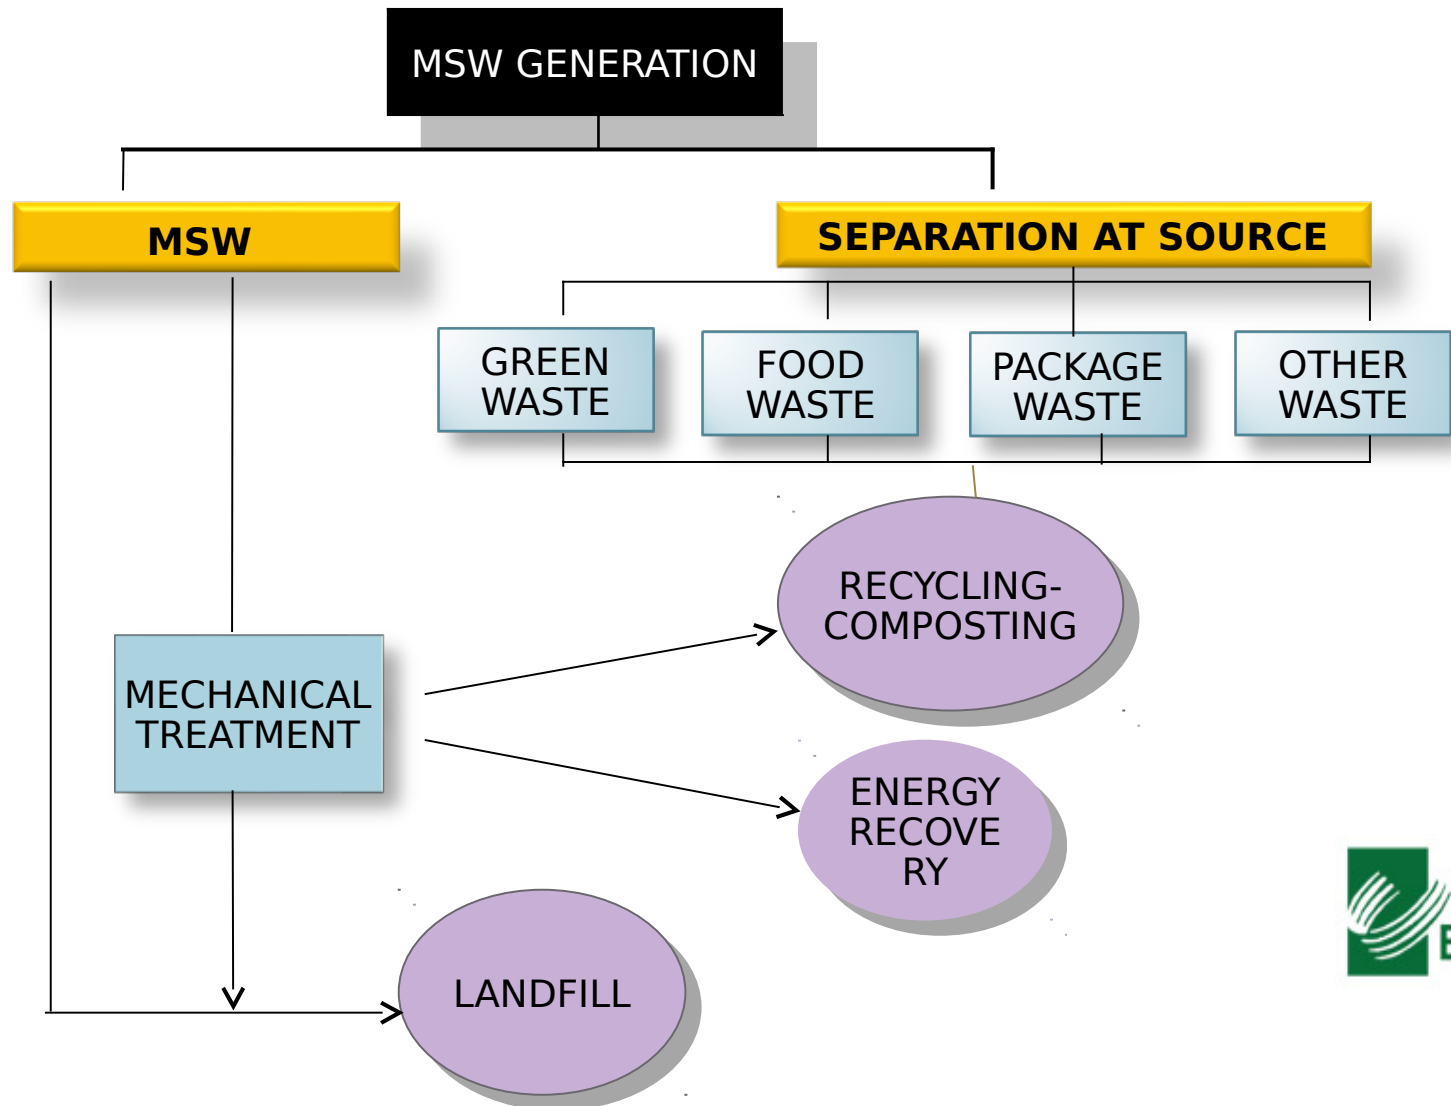 MSW GENERATION
MSW
SEPARATION AT SOURCE
GREEN
WASTE
FOOD
WASTE
PACKAGE
WASTE
OTHER
WASTE
RECYCLING-
COMPOSTING
MECHANICAL
TREATMENT
ENERGY
RECOVE
RY
LANDFILL